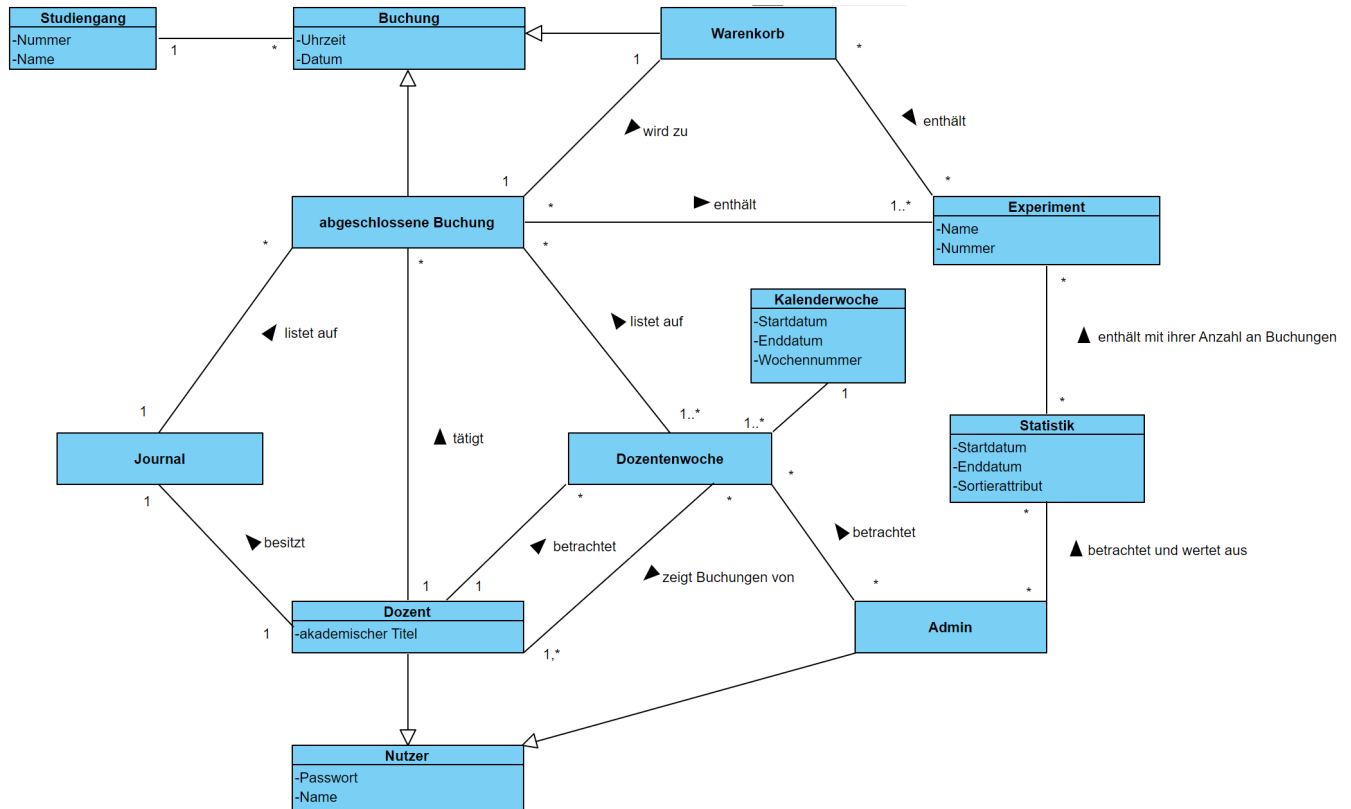 Studiengang
-Nummer
-Name
1
*
Buchung
-Uhrzeit
-Datum
Warenkorb
1
*
wird zu
enthält
1
*
abgeschlossene Buchung
*
enthält
1..*
Experiment
-Name
-Nummer
*
*
*
*
listet auf
listet auf
Kalenderwoche
-Startdatum
-Enddatum
-Wochennummer
1
enthält mit ihrer Anzahl an Buchungen
*
1
tätigt
1..*
1..*
Journal
Dozentenwoche
Statistik
-Startdatum
-Enddatum
-Sortierattribut
1
*
*
*
*
besitzt
betrachtet
zeigt Buchungen von
betrachtet
betrachtet und wertet aus
1
1
1
*
*
Dozent
-akademischer Titel
1,*
Admin
Nutzer
-Passwort
-Name